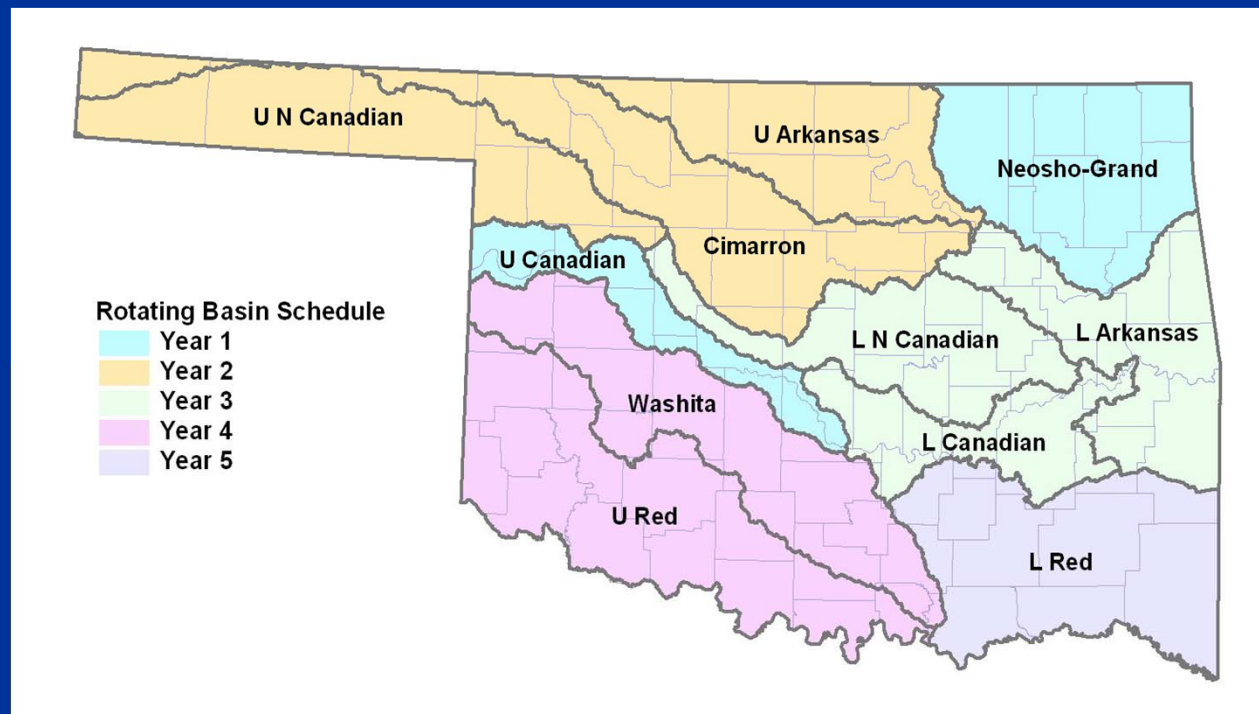 U N Canadian
U Arkansas
Neosho-Grand
Cimarron
U Canadian
Rotating Basin Schedule
Year 1
Year 2
Year 3
Year 4
Year 5
L N Canadian
L Arkansas
Washita
L Canadian
U Red
L Red